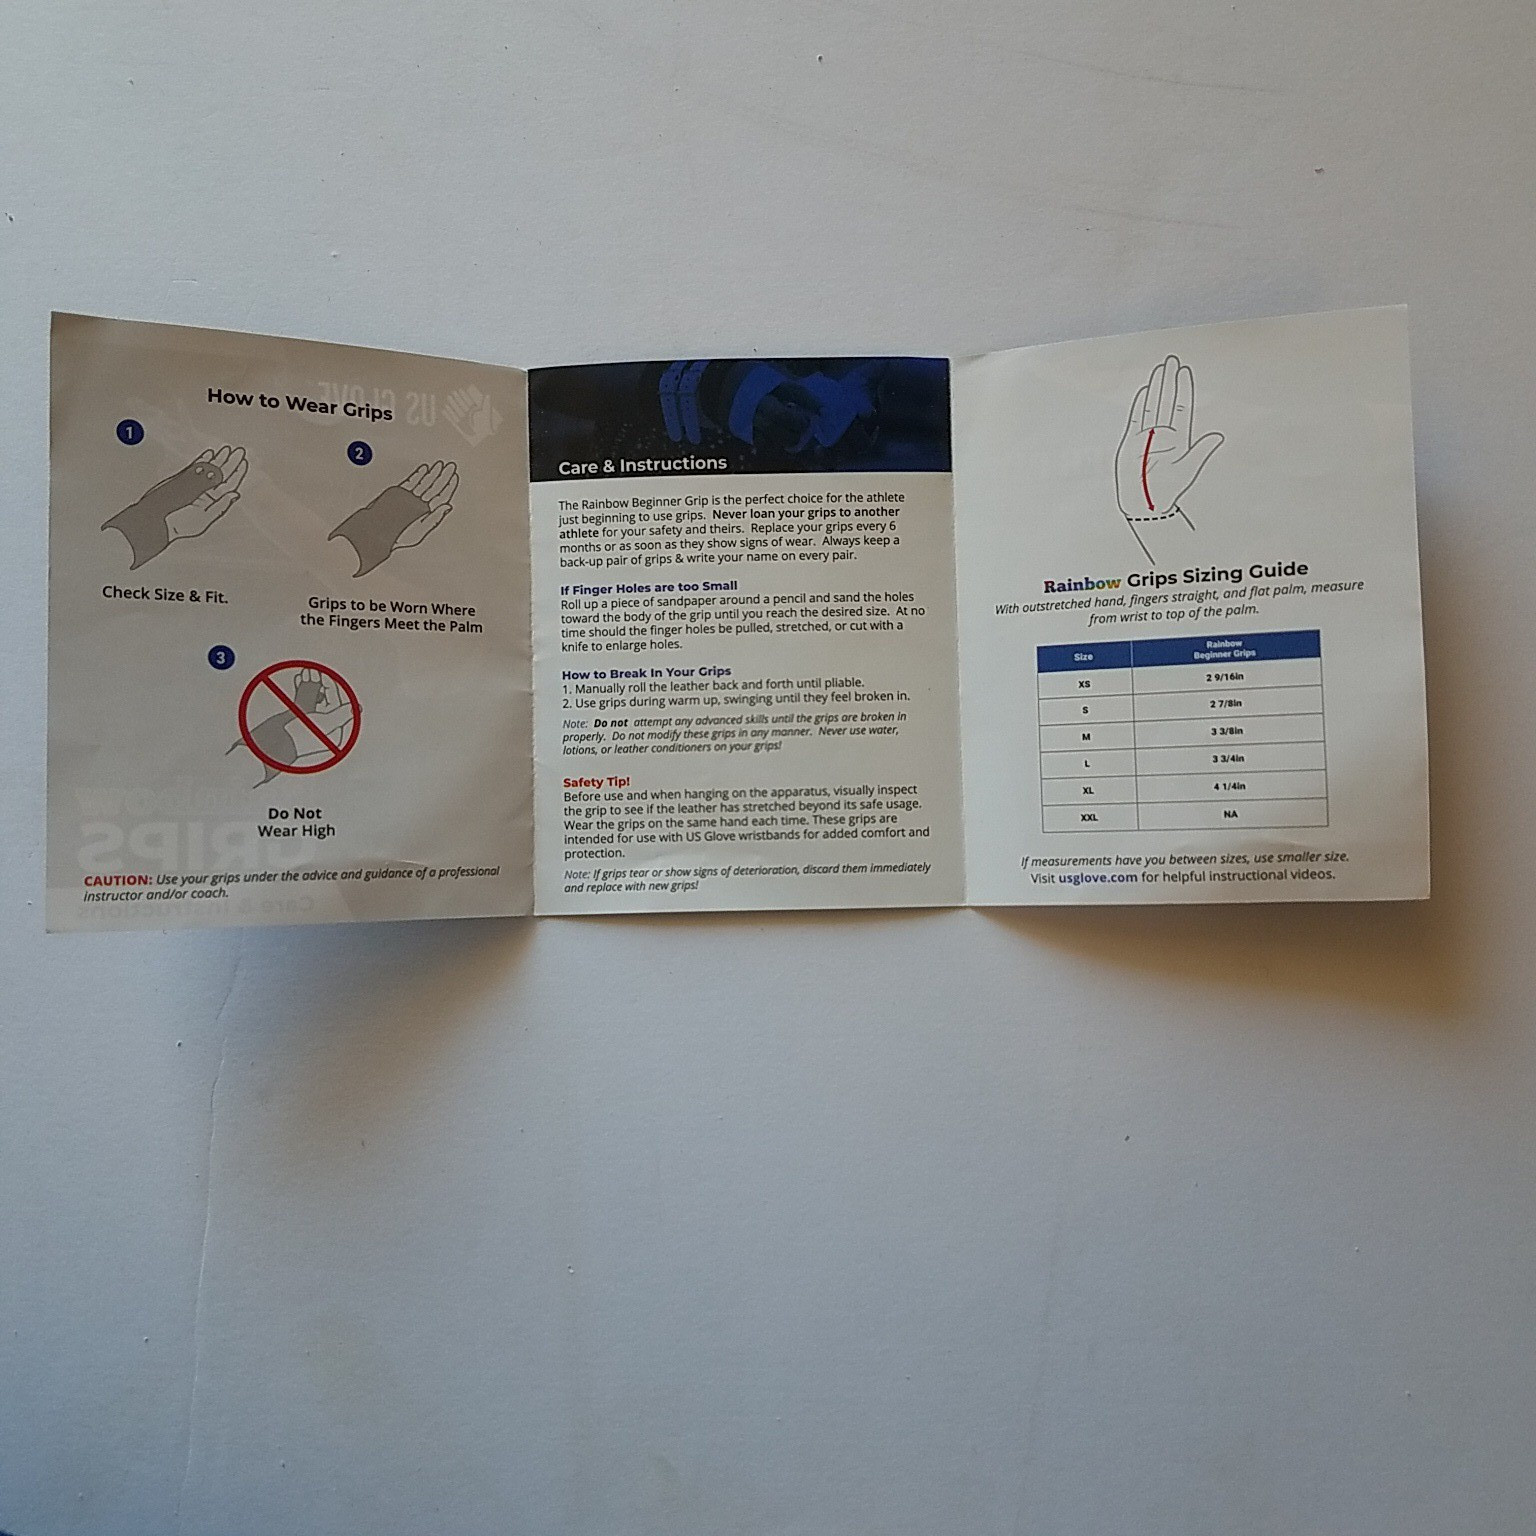 How to Wear Grips
1
2
Check Size & Fit.
Grips to be Worn Where
the Fingers Meet the Palm
3
Do Not
Wear High
CAUTION: Use your grips under the advice and guidance of a professional
instructor and/or coach.
Care & Instructions
The Rainbow Beginner Grip is the perfect choice for the athlete
just beginning to use grips. Never loan your grips to another
athlete for your safety and theirs. Replace your grips every 6
months or as soon as they show signs of wear. Always keep a
back-up pair of grips & write your name on every pair.
If Finger Holes are too Small
Roll up a piece of sandpaper around a pencil and sand the holes
toward the body of the grip until you reach the desired size. At no
time should the finger holes be pulled, stretched, or cut with a
knife to enlarge holes.
How to Break In Your Grips
1. Manually roll the leather back and forth until pliable.
2. Use grips during warm up, swinging until they feel broken in.
Note: Do not attempt any advanced skills until the grips are broken in
properly. Do not modify these grips in any manner. Never use water,
lotions, or leather conditioners on your grips!
Safety Tip!
Before use and when hanging on the apparatus, visually inspect
the grip to see if the leather has stretched beyond its safe usage.
Wear the grips on the same hand each time. These grips are
intended for use with US Glove wristbands for added comfort and
protection.
Note: If grips tear or show signs of deterioration, discard them immediately
and replace with new grips!
Rainbow Grips Sizing Guide
With outstretched hand, fingers straight, and flat palm, measure
from wrist to top of the palm.
Size Rainbow
Beginner Grips
XS 2 9/16in
S 2 7/8in
M 3 3/8in
L 3 3/4in
XL 4 1/4in
XXL NA
If measurements have you between sizes, use smaller size.
Visit usglove.com for helpful instructional videos.